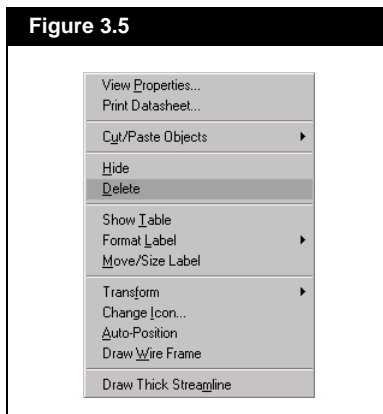 Figure 3.5
View Properties...
Print Datasheet...
Cut/Paste Objects
Hide
Delete
Show Table
Format Label
Move/Size Label
Transform
Change Icon...
Auto-Position
Draw Wire Frame
Draw Thick Streamline